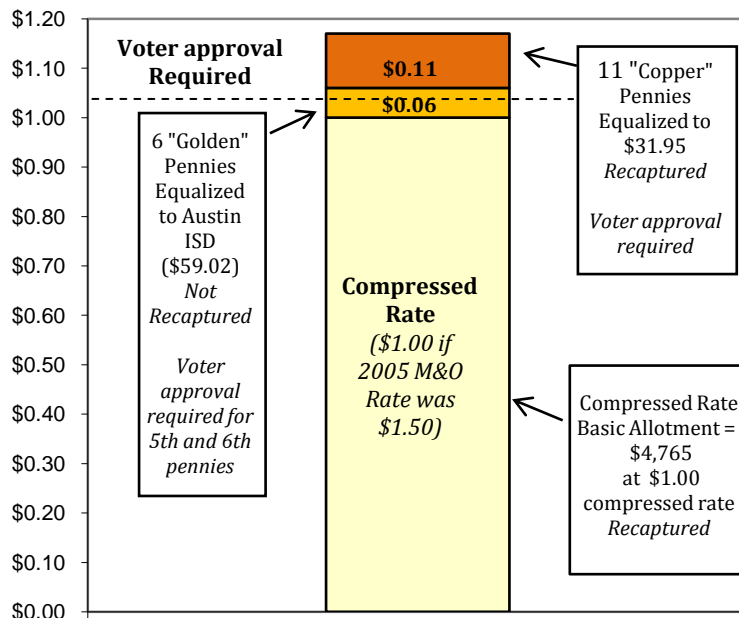 $1.20
$1.10
$1.00
$0.90
$0.80
$0.70
$0.60
$0.50
$0.40
$0.30
$0.20
$0.10
$0.00
Voter approval
Required
$0.11
$0.06
6 "Golden"
Pennies
Equalized
to Austin
ISD
($59.02)
Not
Recaptured
Voter
approval
required for
5th and 6th
pennies
Compressed
Rate
($1.00 if
2005 M&O
Rate was
$1.50)
11 "Copper"
Pennies
Equalized to
$31.95
Recaptured
Voter approval
required
Compressed Rate
Basic Allotment =
$4,765
at $1.00
compressed rate
Recaptured